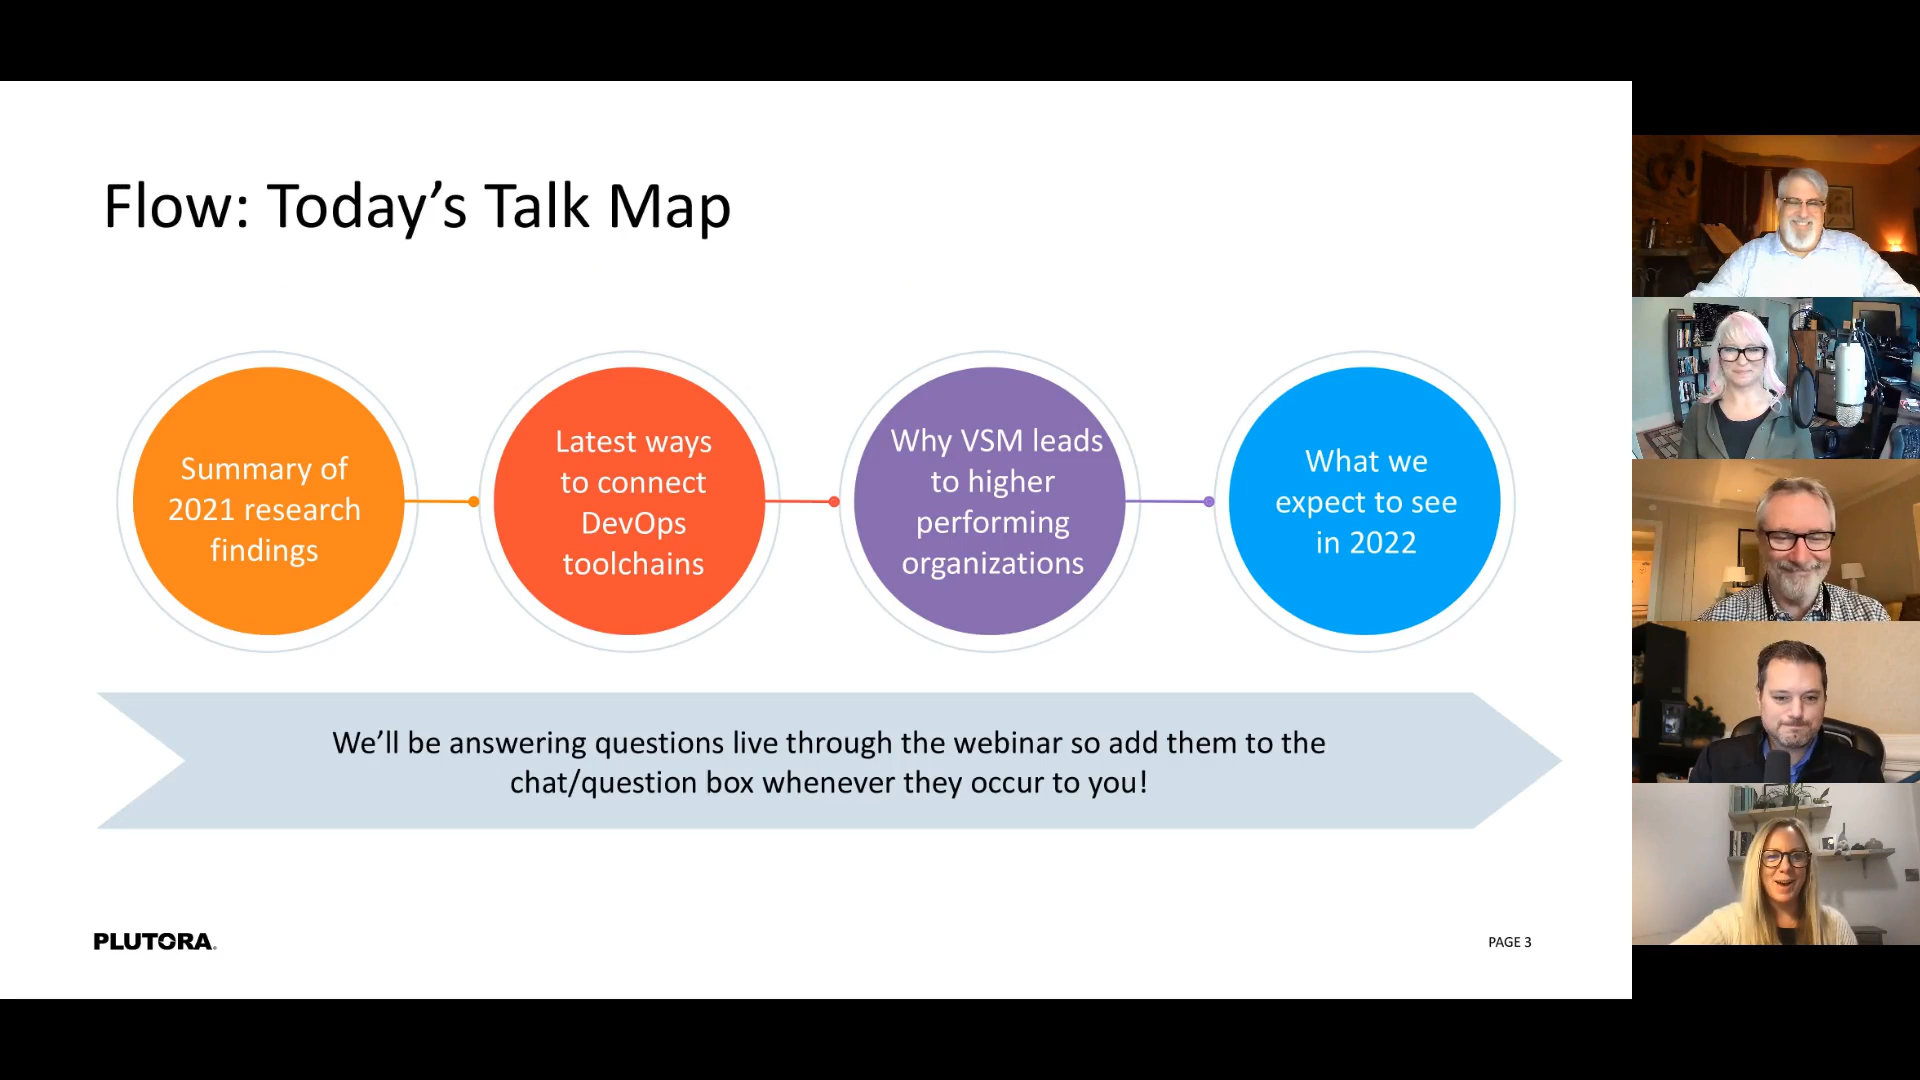 Flow: Today’s Talk Map
Summary of
2021 research
findings
Latest ways
to connect
DevOps
toolchains
Why VSM leads
to higher
performing
organizations
What we
expect to see
in 2022
We’ll be answering questions live through the webinar so add them to the
chat/question box whenever they occur to you!
PLUTORA
PAGE 3